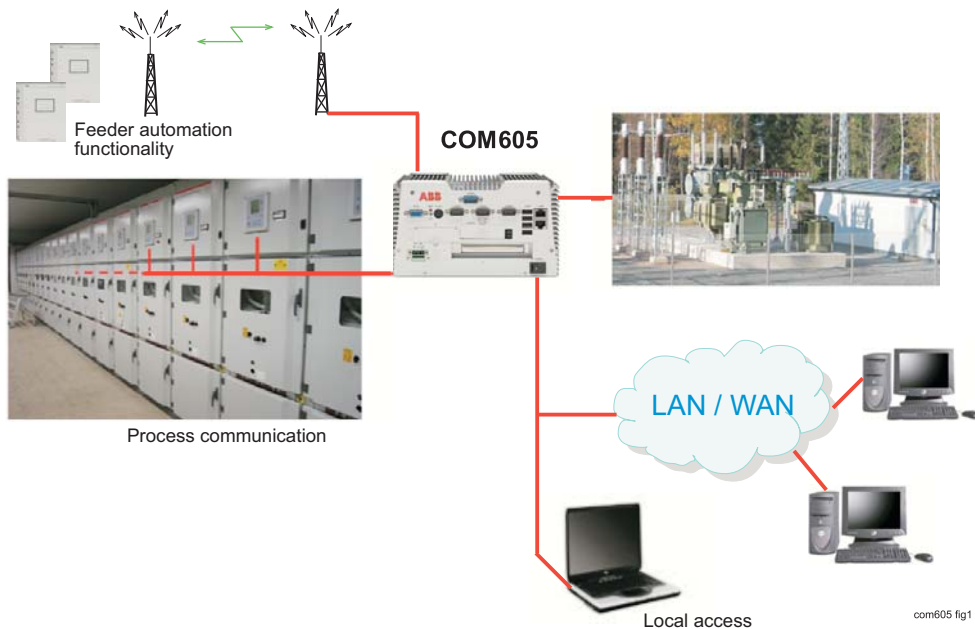 Feeder automation
functionality
COM605
ABB
Process communication
LAN / WAN
Local access
com605 fig1